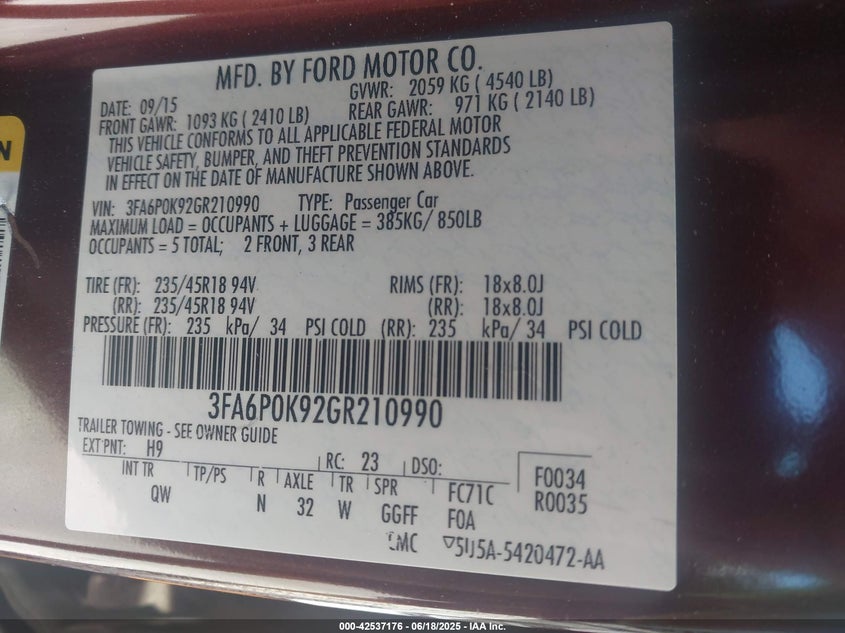 MFD. BY FORD MOTOR CO.
DATE: 09/15 GVWR: 2059 KG ( 4540 LB)
FRONT GAWR: 1093 KG ( 2410 LB) REAR GAWR: 971 KG ( 2140 LB)
THIS VEHICLE CONFORMS TO ALL APPLICABLE FEDERAL MOTOR
VEHICLE SAFETY, BUMPER, AND THEFT PREVENTION STANDARDS
IN EFFECT ON THE DATE OF MANUFACTURE SHOWN ABOVE.
VIN: 3FA6P0K92GR210990 TYPE: Passenger Car
MAXIMUM LOAD = OCCUPANTS + LUGGAGE = 385KG/ 850LB
OCCUPANTS = 5 TOTAL; 2 FRONT, 3 REAR
TIRE (FR): 235/45R18 94V RIMS (FR): 18x8.0J
(RR): 235/45R18 94V (RR): 18x8.0J
PRESSURE (FR): 235 kPa/ 34 PSI COLD (RR): 235 kPa/ 34 PSI COLD
3FA6P0K92GR210990
TRAILER TOWING - SEE OWNER GUIDE
EXT PNT: H9 RC: 23 DSO:
INT TR TP/PS R AXLE TR SPR FC71C F0034
QW N 32 W GGFF F0A R0035
5U5A-5420472-AA
N
000-42537176 - 06/18/2025 - IAA Inc.